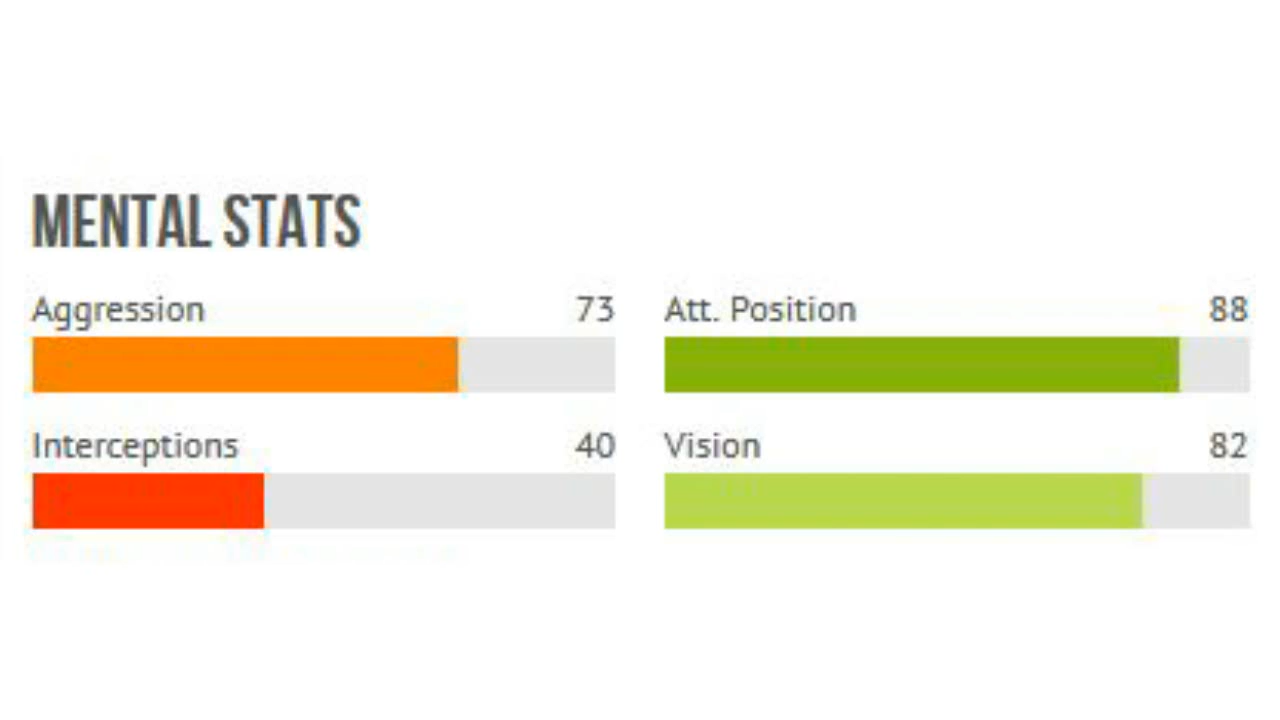 MENTAL STATS
Aggression 73 Att. Position 88
Interceptions 40 Vision 82